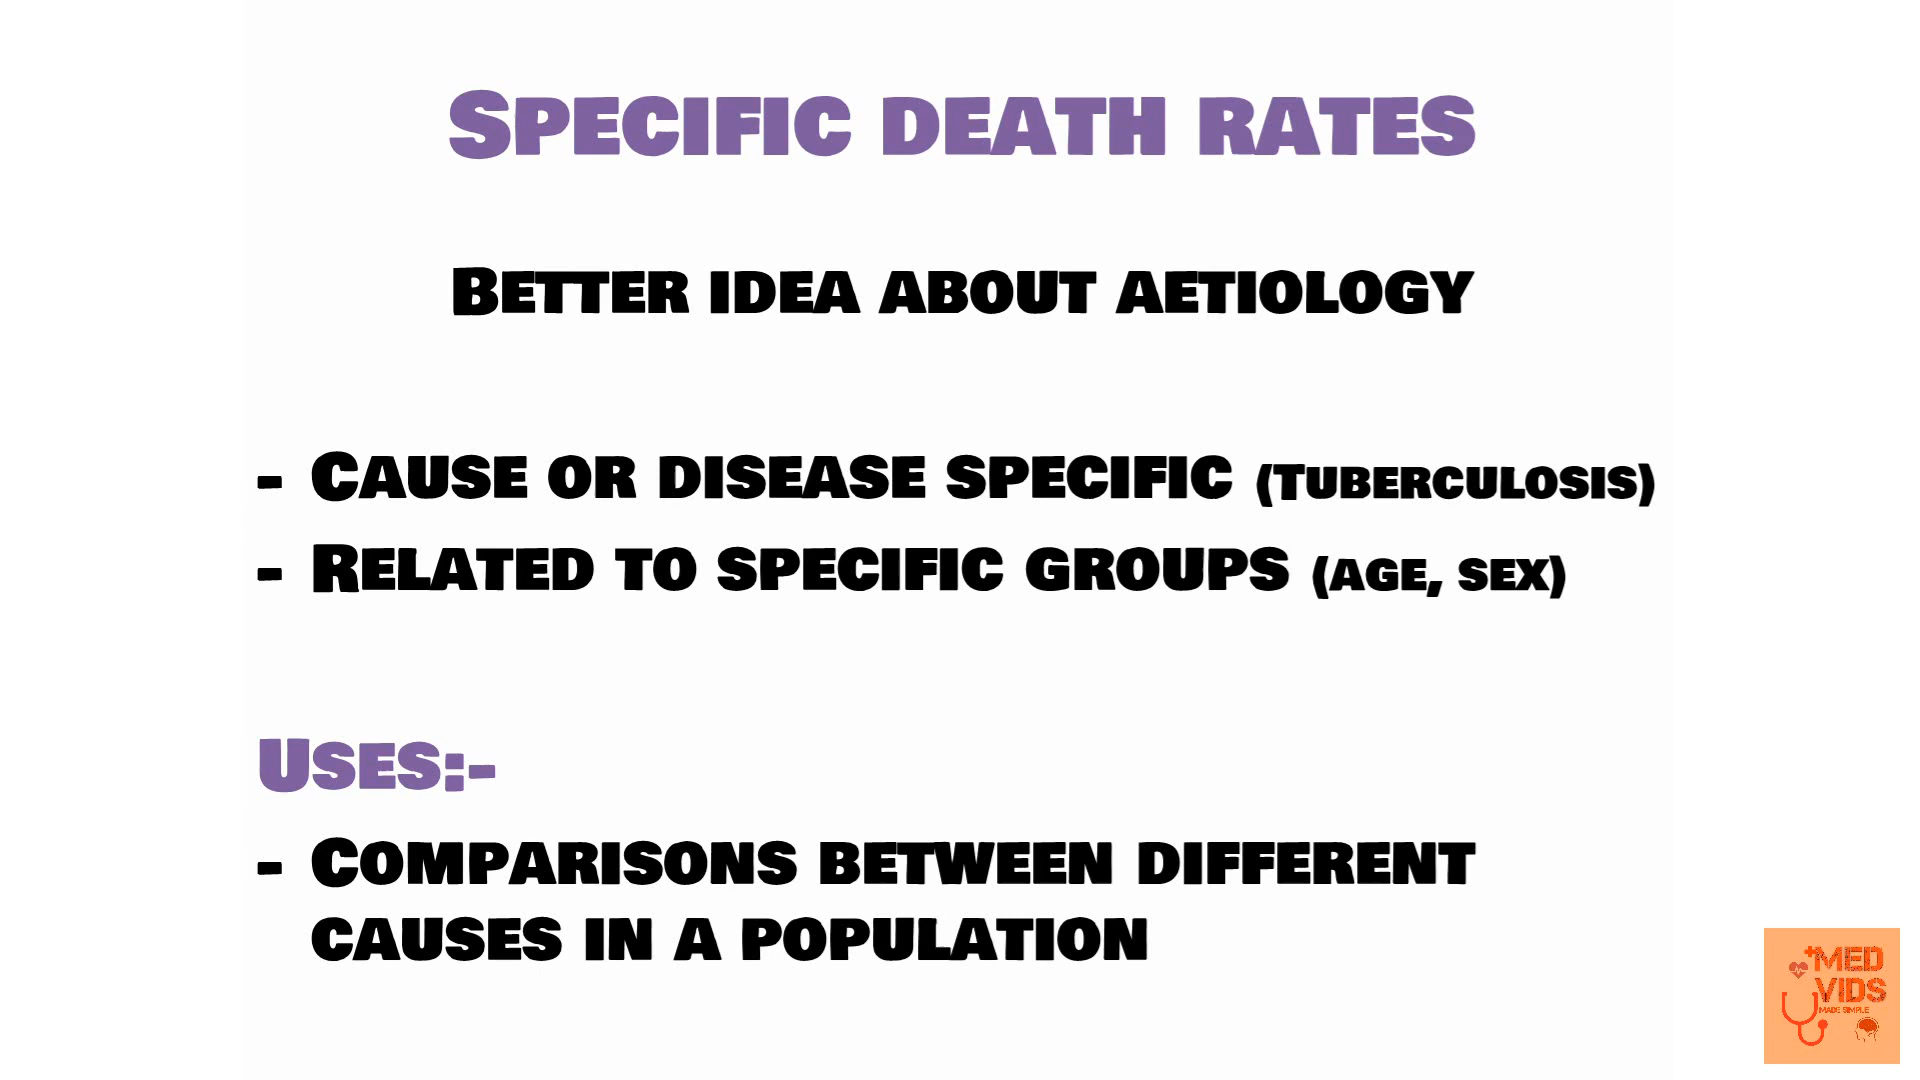 Specific death rates
Better idea about aetiology
- Cause or disease specific (Tuberculosis)
- Related to specific groups (age, sex)
Uses:-
- Comparisons between different
causes in a population
MED
VIDS
MADE SIMPLE